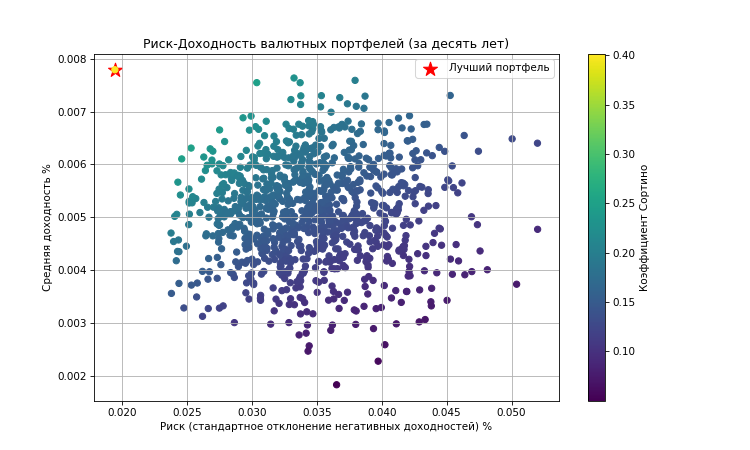 Риск-Доходность валютных портфелей (за десять лет)
Лучший портфель
0.008
0.007
0.006
0.005
0.004
0.003
0.002
Средняя доходность %
0.020 0.025 0.030 0.035 0.040 0.045 0.050
Риск (стандартное отклонение негативных доходностей) %
0.40
0.35
0.30
0.25
0.20
0.15
0.10
Коэффициент Сортино